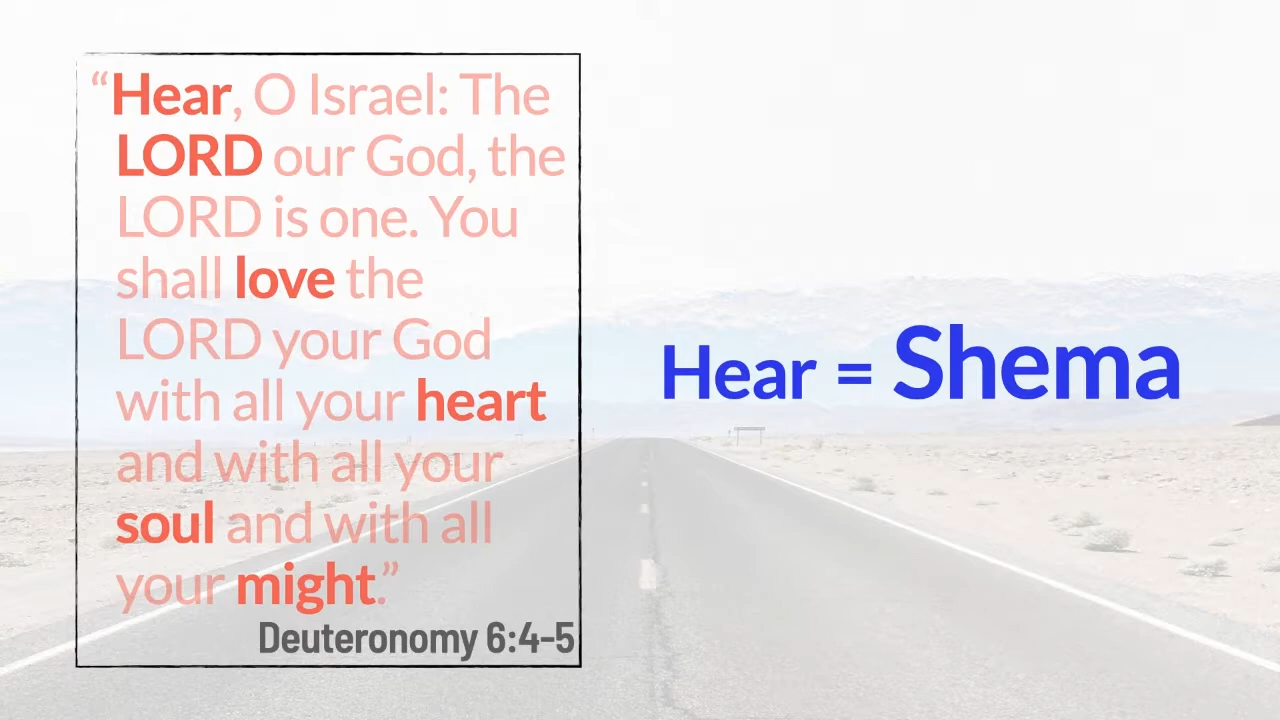 “Hear, O Israel: The
LORD our God, the
LORD is one. You
shall love the
LORD your God
with all your heart
and with all your
soul and with all
your might.”
Deuteronomy 6:4-5
Hear = Shema